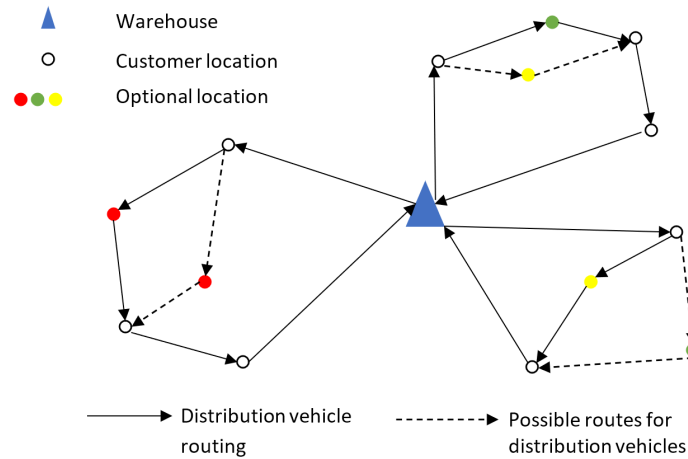 Warehouse
Customer location
Optional location
Distribution vehicle
routing
Possible routes for
distribution vehicles